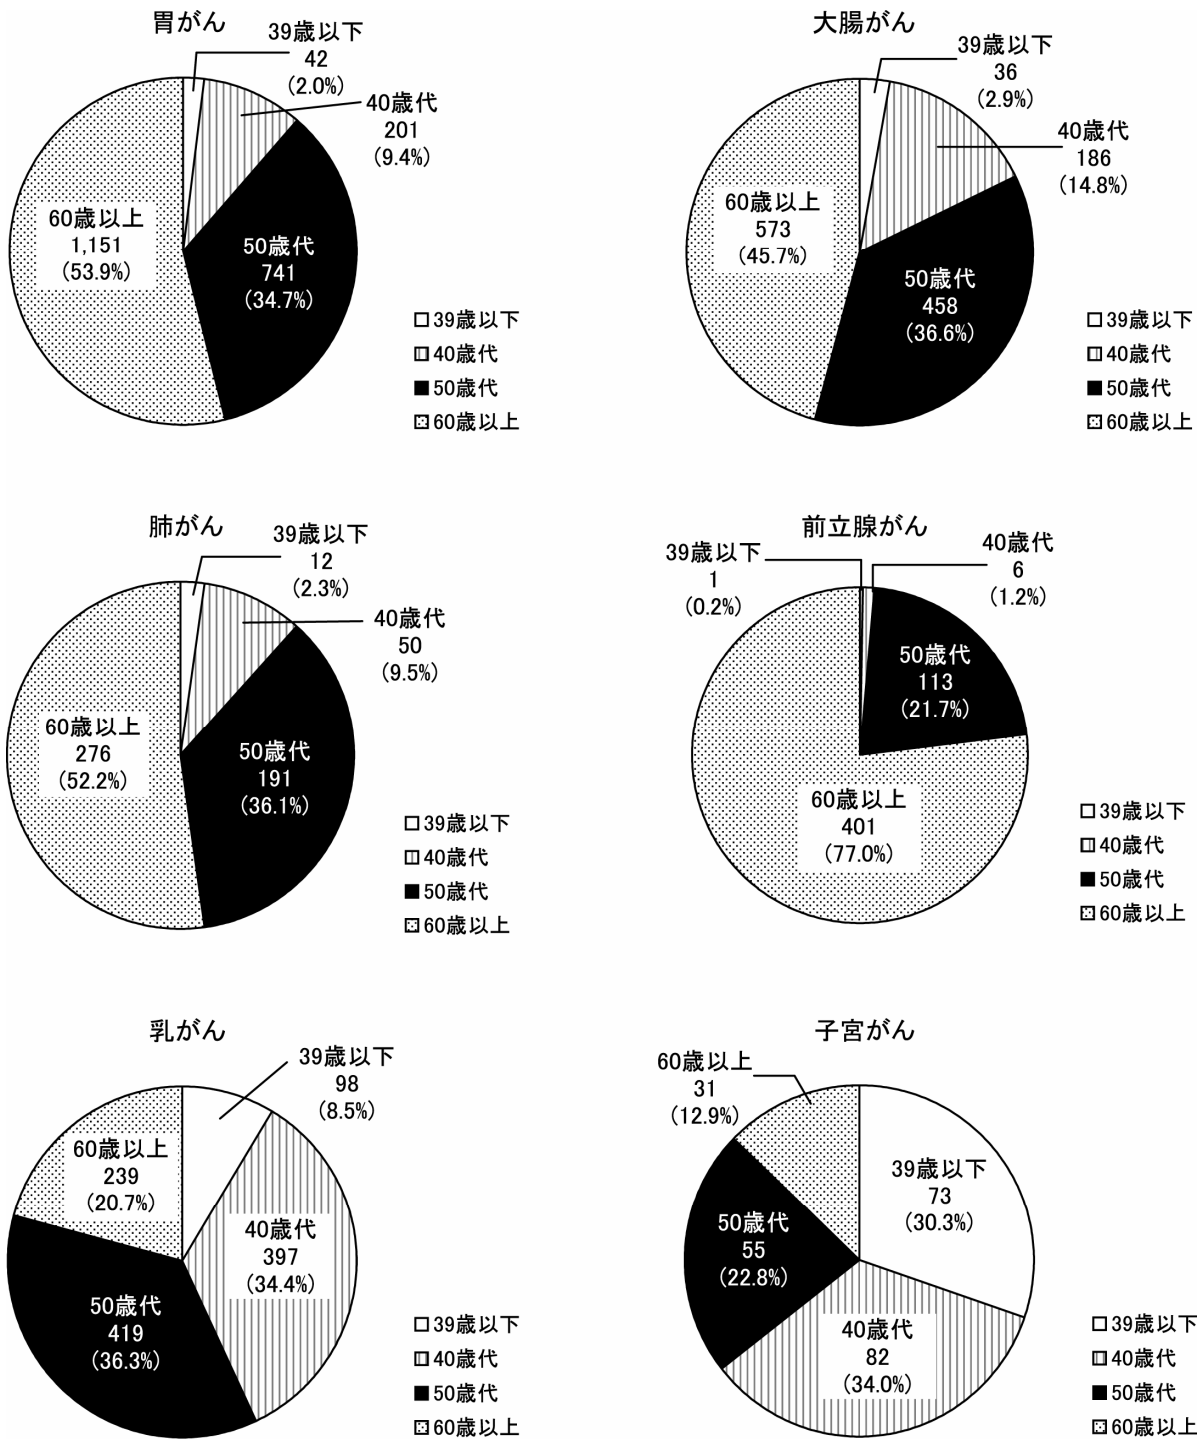 胃がん
39歳以下
42
(2.0%)
40歳代
201
(9.4%)
50歳代
741
(34.7%)
60歳以上
1,151
(53.9%)
39歳以下
40歳代
50歳代
60歳以上
大腸がん
39歳以下
36
(2.9%)
40歳代
186
(14.8%)
50歳代
458
(36.6%)
60歳以上
573
(45.7%)
39歳以下
40歳代
50歳代
60歳以上
肺がん
39歳以下
12
(2.3%)
40歳代
50
(9.5%)
50歳代
191
(36.1%)
60歳以上
276
(52.2%)
39歳以下
40歳代
50歳代
60歳以上
前立腺がん
39歳以下
1
(0.2%)
40歳代
6
(1.2%)
50歳代
113
(21.7%)
60歳以上
401
(77.0%)
39歳以下
40歳代
50歳代
60歳以上
乳がん
39歳以下
98
(8.5%)
40歳代
397
(34.4%)
50歳代
419
(36.3%)
60歳以上
239
(20.7%)
39歳以下
40歳代
50歳代
60歳以上
子宮がん
60歳以上
31
(12.9%)
39歳以下
73
(30.3%)
50歳代
55
(22.8%)
40歳代
82
(34.0%)
39歳以下
40歳代
50歳代
60歳以上